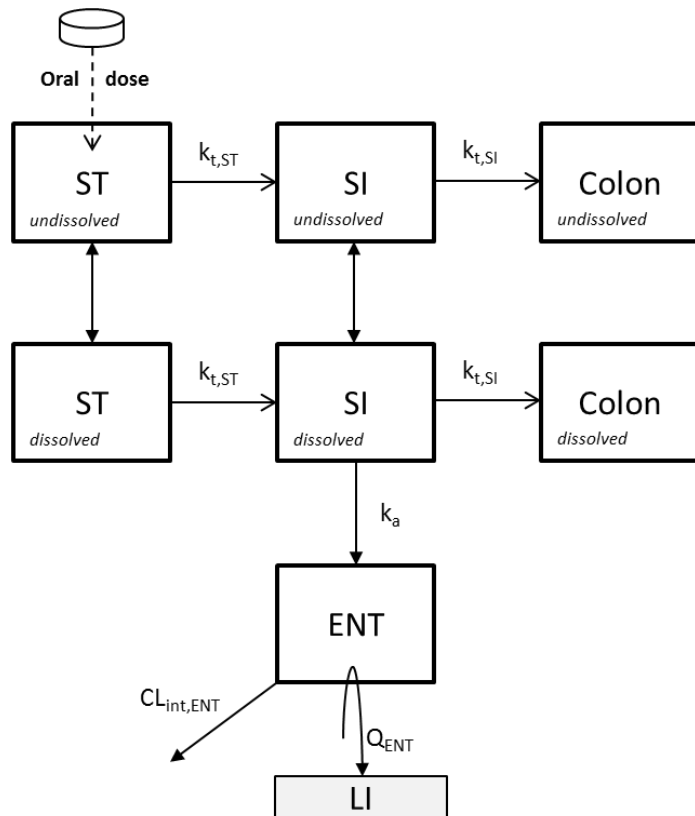 Oral dose
k_t,ST
k_t,SI
ST
SI
Colon
undissolved
undissolved
undissolved
k_t,ST
k_t,SI
ST
SI
Colon
dissolved
dissolved
dissolved
k_a
ENT
CL_int,ENT
Q_ENT
LI